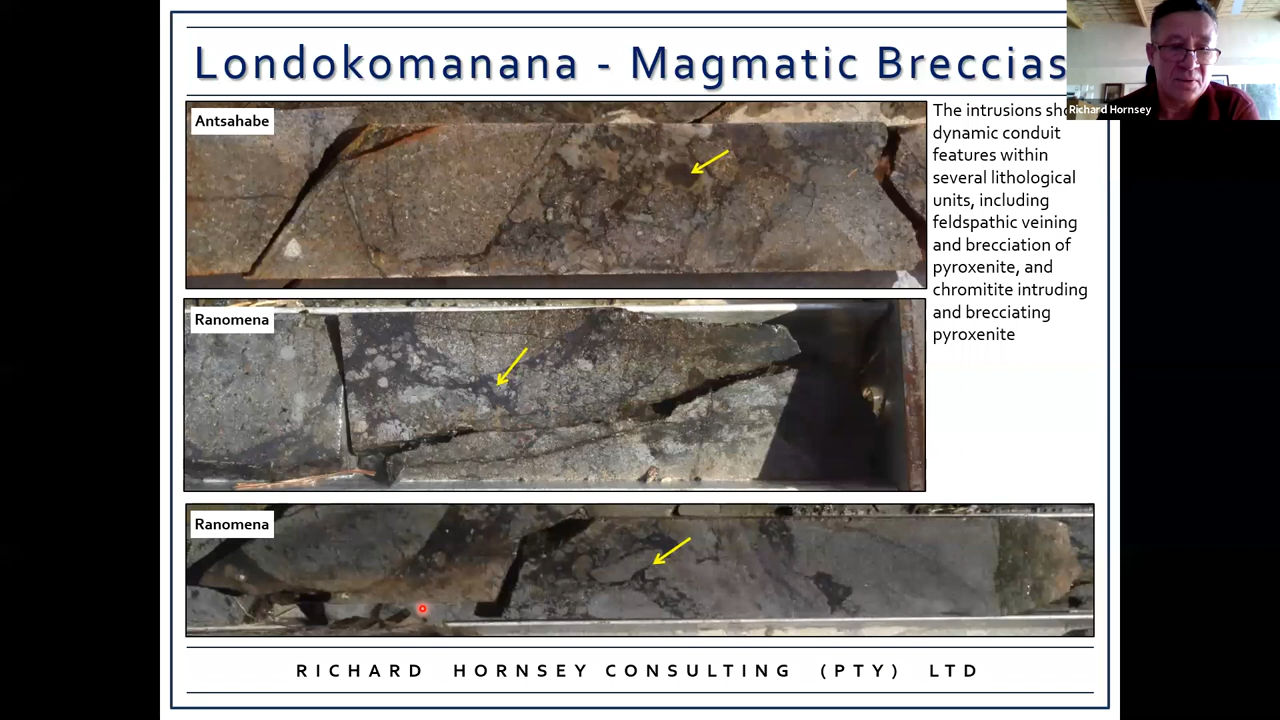 Londokomanana - Magmatic Breccias
Richard Hornsey
Antsahabe
The intrusions
dynamic conduit
features within
several lithological
units, including
feldspathic veining
and brecciation of
pyroxenite, and
chromitite intruding
and brecciating
pyroxenite
Ranomena
Ranomena
RICHARD HORNSEY CONSULTING (PTY) LTD